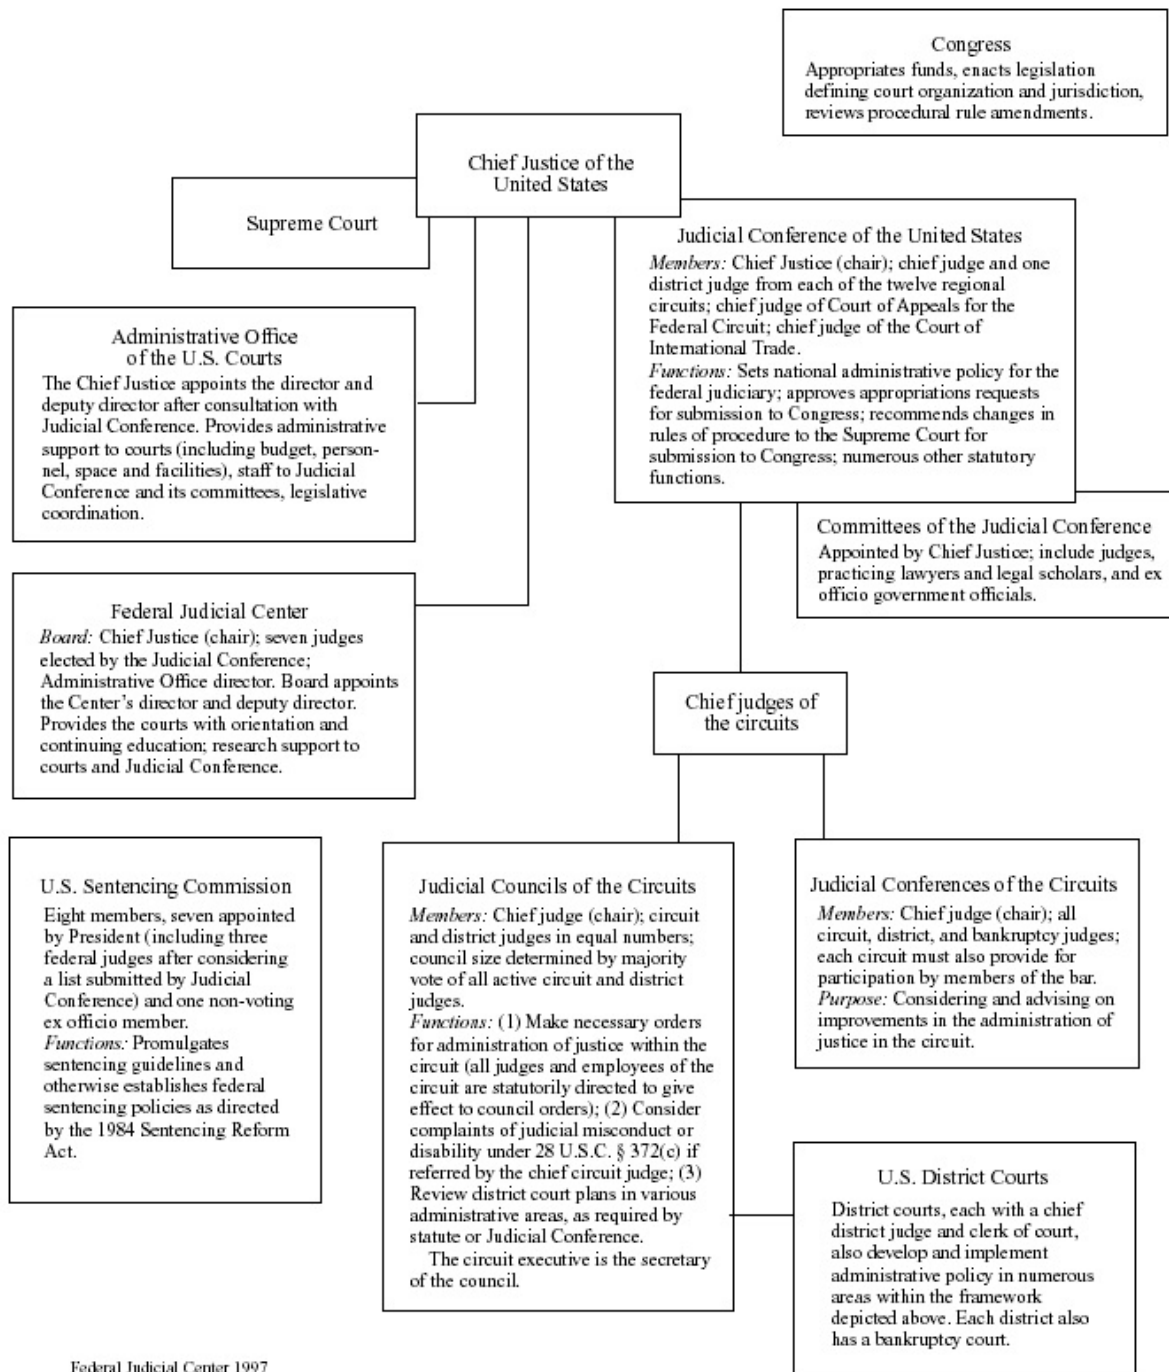 Congress
Appropriates funds, enacts legislation
defining court organization and jurisdiction,
reviews procedural rule amendments.
Chief Justice of the
United States
Supreme Court
Judicial Conference of the United States
Members: Chief Justice (chair); chief judge and one
district judge from each of the twelve regional
circuits; chief judge of Court of Appeals for the
Federal Circuit; chief judge of the Court of
International Trade.
Functions: Sets national administrative policy for the
federal judiciary; approves appropriations requests
for submission to Congress; recommends changes in
rules of procedure to the Supreme Court for
submission to Congress; numerous other statutory
functions.
Administrative Office
of the U.S. Courts
The Chief Justice appoints the director and
deputy director after consultation with
Judicial Conference. Provides administrative
support to courts (including budget, person-
nel, space and facilities), staff to Judicial
Conference and its committees, legislative
coordination.
Committees of the Judicial Conference
Appointed by Chief Justice; include judges,
practicing lawyers and legal scholars, and ex
officio government officials.
Federal Judicial Center
Board: Chief Justice (chair); seven judges
elected by the Judicial Conference;
Administrative Office director. Board appoints
the Center's director and deputy director.
Provides the courts with orientation and
continuing education; research support to
courts and Judicial Conference.
Chief judges of
the circuits
U.S. Sentencing Commission
Eight members, seven appointed
by President (including three
federal judges after considering
a list submitted by Judicial
Conference) and one non-voting
ex officio member.
Functions: Promulgates
sentencing guidelines and
otherwise establishes federal
sentencing policies as directed
by the 1984 Sentencing Reform
Act.
Judicial Councils of the Circuits
Members: Chief judge (chair); circuit
and district judges in equal numbers;
council size determined by majority
vote of all active circuit and district
judges.
Functions: (1) Make necessary orders
for administration of justice within the
circuit (all judges and employees of the
circuit are statutorily directed to give
effect to council orders); (2) Consider
complaints of judicial misconduct or
disability under 28 U.S.C. § 372(c) if
referred by the chief circuit judge; (3)
Review district court plans in various
administrative areas, as required by
statute or Judicial Conference.
The circuit executive is the secretary
of the council.
Judicial Conferences of the Circuits
Members: Chief judge (chair); all
circuit, district, and bankruptcy judges;
each circuit must also provide for
participation by members of the bar.
Purpose: Considering and advising on
improvements in the administration of
justice in the circuit.
U.S. District Courts
District courts, each with a chief
district judge and clerk of court,
also develop and implement
administrative policy in numerous
areas within the framework
depicted above. Each district also
has a bankruptcy court.
Federal Judicial Center 1997